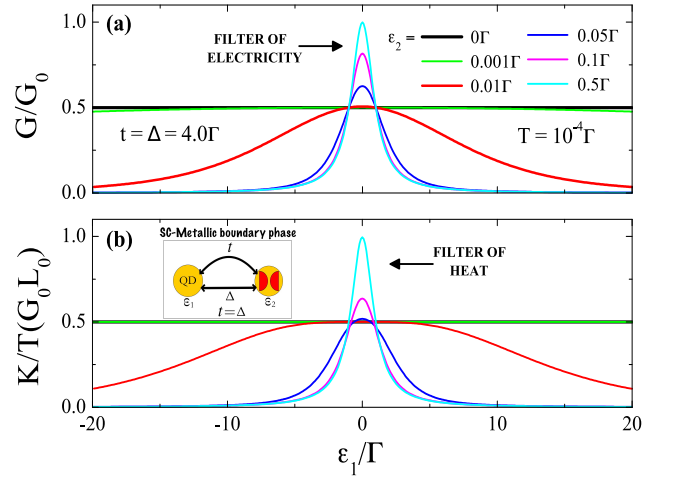 (a)
FILTER OF
ELECTRICITY
ε₂ = 0Γ 0.05Γ
0.001Γ 0.1Γ
0.01Γ 0.5Γ
1.0
0.5
0.0
G/G₀
t = Δ = 4.0Γ
T = 10⁻⁴Γ
(b)
SC-Metallic boundary phase
t
QD
Δ
ε₁ ε₂
t=Δ
FILTER OF
HEAT
1.0
0.5
0.0
K/T(G₀L₀)
-20 -10 0 10 20
ε₁/Γ